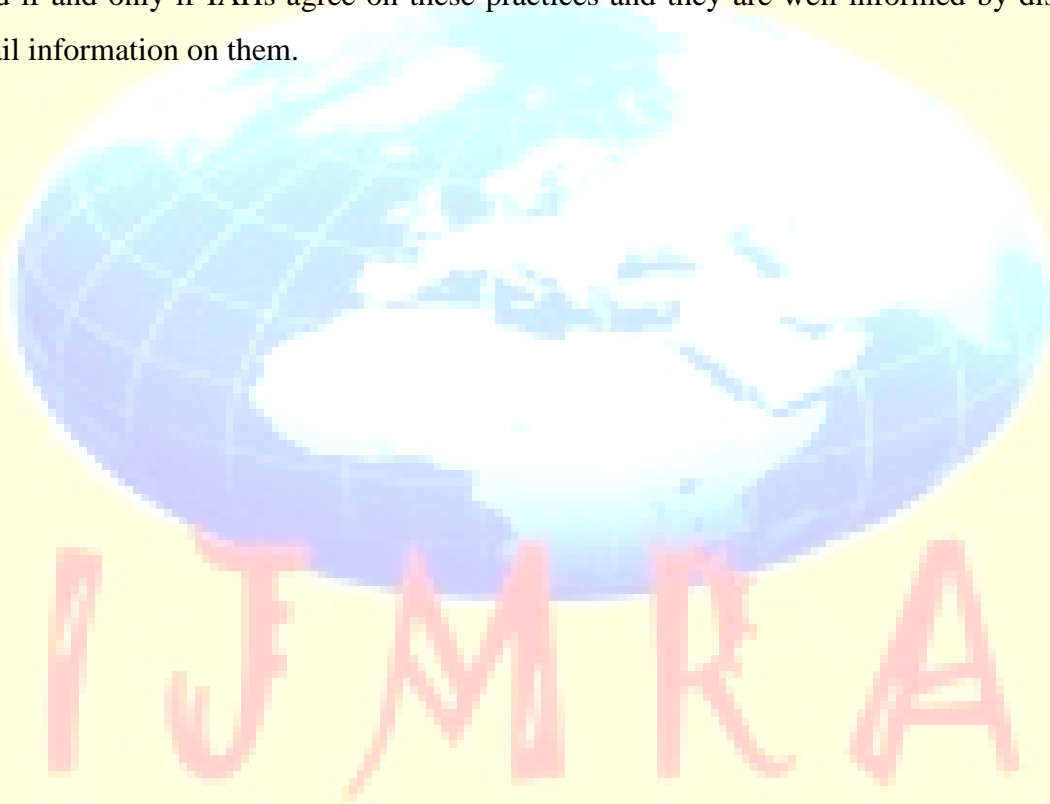 if and only if IAHs agree on these practices and they are well informed by
information on them.
IJMRA